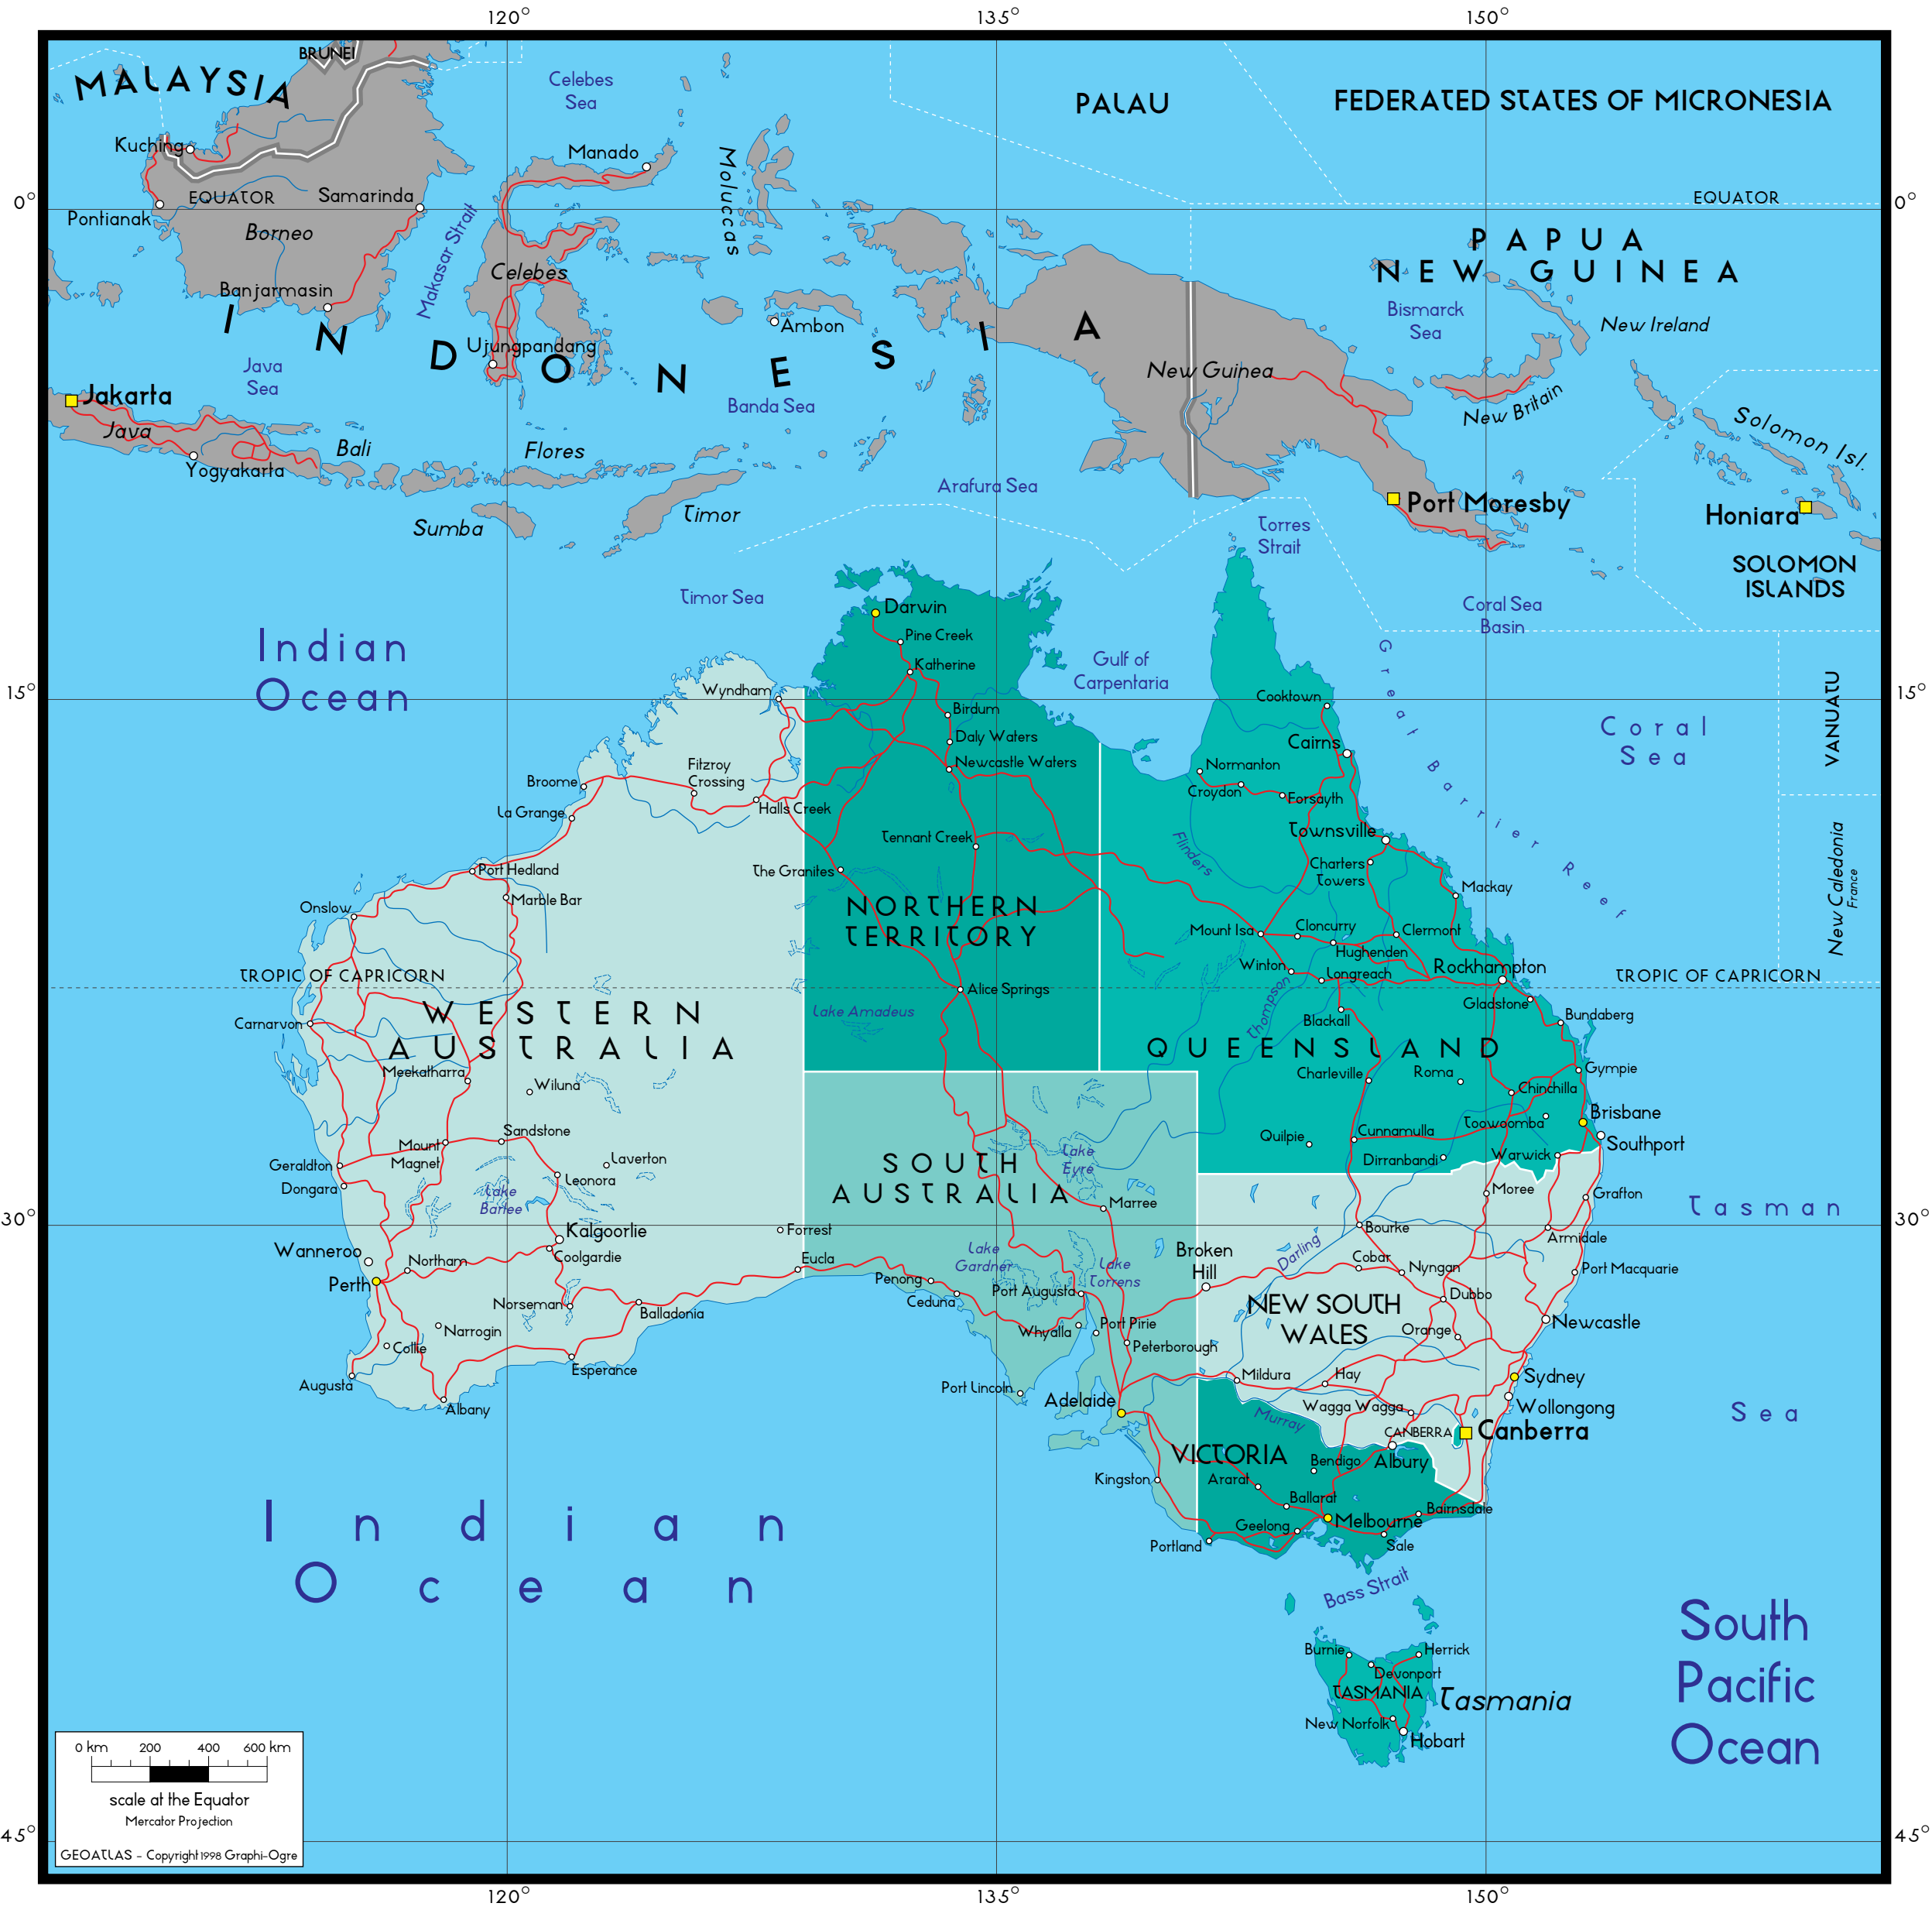 120°
135°
150°
BRUNEI
MALAYSIA
Celebes
Sea
PALAU
FEDERATED STATES OF MICRONESIA
Kuching
Manado
Moluccas
EQUATOR
Samarinda
EQUATOR
0°
0°
Pontianak
Borneo
Makasar Strait
PAPUA
NEW GUINEA
Celebes
Banjarmasin
INDONESIA
Ambon
Bismarck
Sea
New Ireland
Ujungpandang
Java
Sea
New Guinea
Jakarta
Banda Sea
New Britain
Java
Solomon Isl.
Bali
Flores
Yogyakarta
Arafura Sea
Port Moresby
Honiara
Sumba
Timor
Torres
Strait
SOLOMON
ISLANDS
Timor Sea
Darwin
Coral Sea
Basin
Indian
Ocean
Pine Creek
Katherine
Gulf of
Carpentaria
Great Barrier Reef
VANUATU
15°
15°
Wyndham
Cooktown
Birdum
Coral
Sea
Daly Waters
Cairns
Newcastle Waters
Fitzroy
Crossing
Normanton
Broome
Croydon
Forsayth
La Grange
Halls Creek
Townsville
Tennant Creek
Flinders
Charters
Towers
New Caledonia
France
Port Hedland
The Granites
Marble Bar
Mackay
Onslow
NORTHERN
TERRITORY
Mount Isa
Cloncurry
Clermont
Hughenden
Winton
Longreach
Rockhampton
TROPIC OF CAPRICORN
TROPIC OF CAPRICORN
Alice Springs
Gladstone
Lake Amadeus
Thampson
Blackall
Bundaberg
Carnarvon
WESTERN
AUSTRALIA
QUEENSLAND
Meekatharra
Wiluna
Charleville
Roma
Gympie
Chinchilla
Brisbane
Toowoomba
Sandstone
Quilpie
Cunnamulla
Southport
Mount
Magnet
Dirranbandi
Warwick
Geraldton
Laverton
Lake
Eyre
SOUTH
AUSTRALIA
Dongara
Leonora
Lake
Barlee
Moree
Grafton
Marree
Tasman
Sea
30°
30°
Forrest
Bourke
Kalgoorlie
Armidale
Wanneroo
Coolgardie
Eucla
Lake
Gardner
Broken
Hill
Darling
Cobar
Northam
Nyngan
Port Macquarie
Lake
Torrens
Perth
Penong
Port Augusta
Dubbo
Ceduna
Norseman
Balladonia
NEW SOUTH
WALES
Newcastle
Narrogin
Whyalla
Port Pirie
Orange
Collie
Peterborough
Esperance
Augusta
Port Lincoln
Mildura
Hay
Sydney
Albany
Adelaide
Wagga Wagga
Wollongong
Murray
CANBERRA
Canberra
VICTORIA
Albury
Kingston
Ararat
Bendigo
Ballarat
Bairnsdale
Geelong
Melbourne
Portland
Sale
Indian
Ocean
Bass Strait
South
Pacific
Ocean
Burnie
Herrick
Devonport
TASMANIA
Tasmania
New Norfolk
Hobart
0 km 200 400 600 km
scale at the Equator
Mercator Projection
GEOATLAS - Copyright1998 Graphi-Ogre
45°
45°
120°
135°
150°